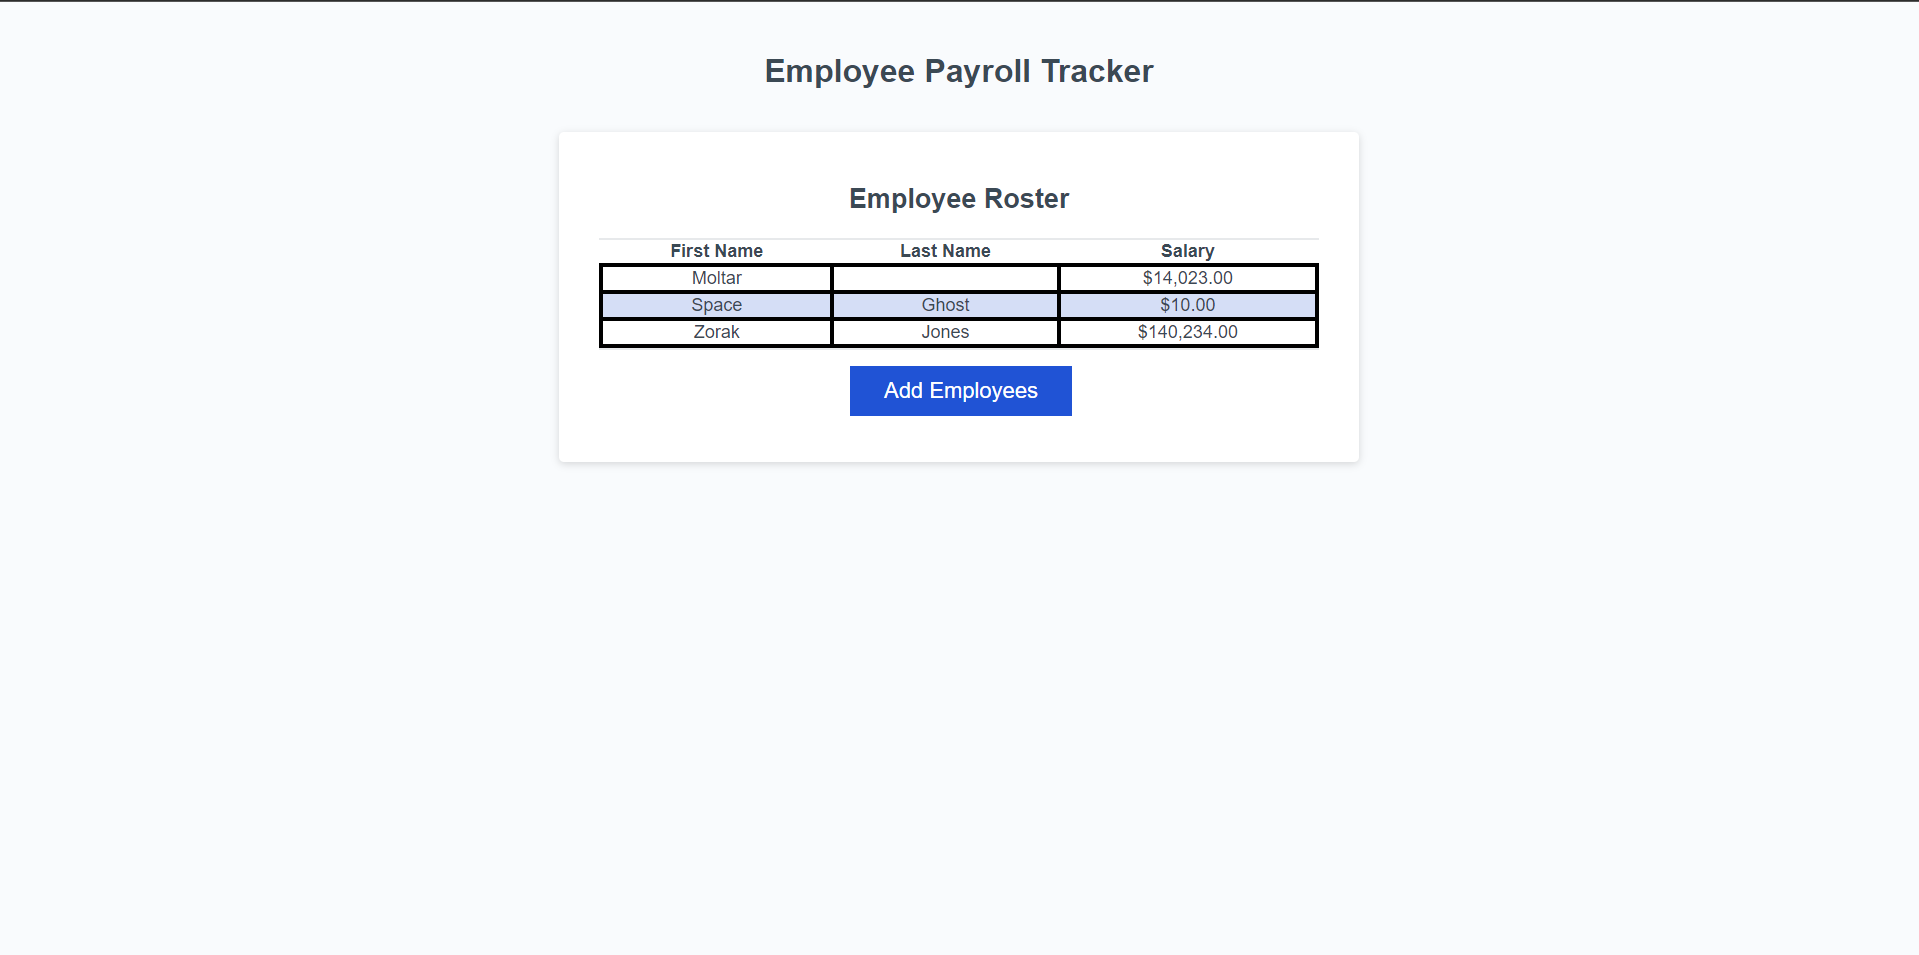 Employee Payroll Tracker
Employee Roster
First Name Last Name Salary
Moltar $14,023.00
Space Ghost $10.00
Zorak Jones $140,234.00
Add Employees